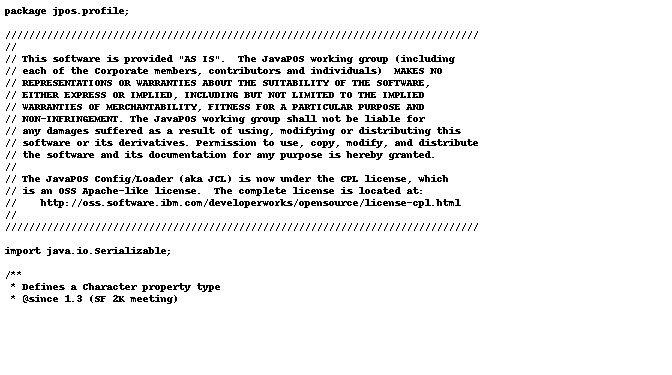 package jpos.profile;
///////////////////////////////////////////////////////////////////////////////
//
// This software is provided "AS IS".  The JavaPOS working group (including
// each of the Corporate members, contributors and individuals)  MAKES NO
// REPRESENTATIONS OR WARRANTIES ABOUT THE SUITABILITY OF THE SOFTWARE,
// EITHER EXPRESS OR IMPLIED, INCLUDING BUT NOT LIMITED TO THE IMPLIED
// WARRANTIES OF MERCHANTABILITY, FITNESS FOR A PARTICULAR PURPOSE AND
// NON-INFRINGEMENT. The JavaPOS working group shall not be liable for
// any damages suffered as a result of using, modifying or distributing this
// software or its derivatives. Permission to use, copy, modify, and distribute
// the software and its documentation for any purpose is hereby granted.
//
// The JavaPOS Config/Loader (aka JCL) is now under the CPL license, which
// is an OSS Apache-like license.  The complete license is located at:
//    http://oss.software.ibm.com/developerworks/opensource/license-cpl.html
//
///////////////////////////////////////////////////////////////////////////////
import java.io.Serializable;
/**
 * Defines a Character property type
 * @since 1.3 (SF 2K meeting)